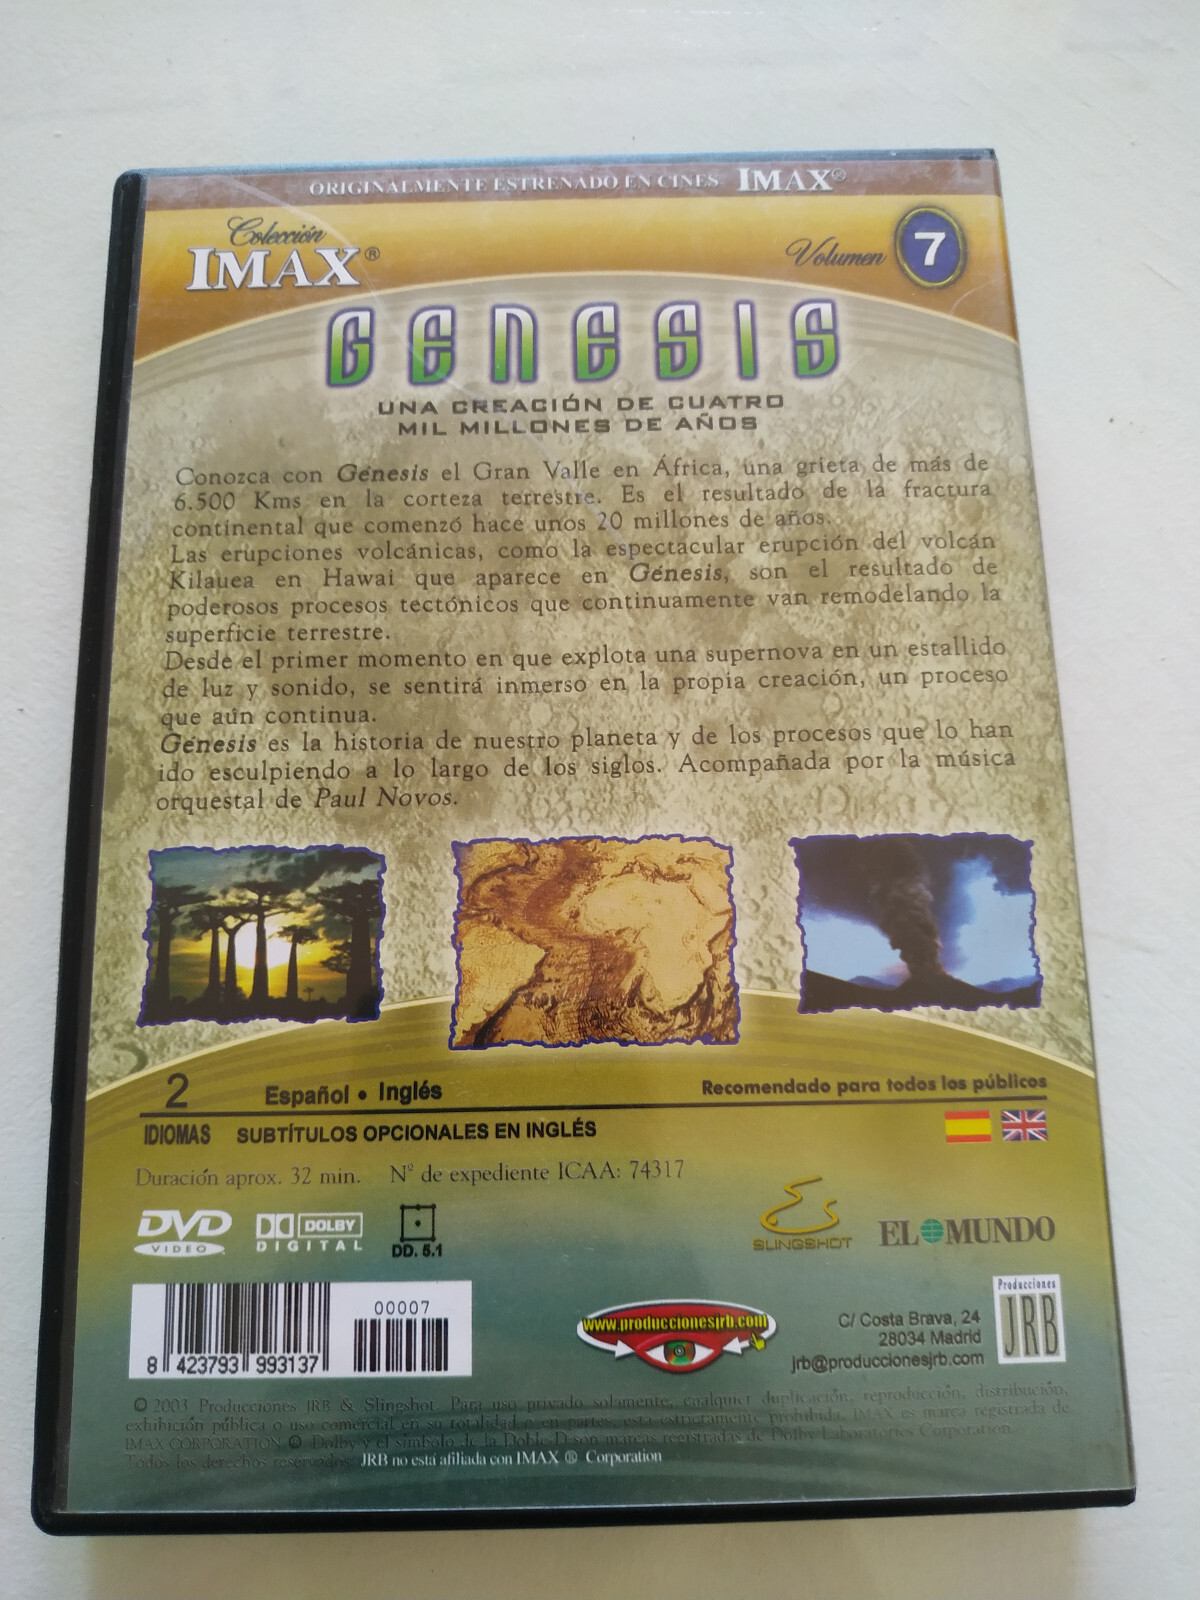 ORIGINALMENTE ESTRENADO EN CINES IMAX®
Colección
IMAX®
Volumen 7
GENESIS
UNA CREACIÓN DE CUATRO
MIL MILLONES DE AÑOS
Conozca con Génesis el Gran Valle en África, una grieta de más de
6.500 Kms en la corteza terrestre. Es el resultado de la fractura
continental que comenzó hace unos 20 millones de años.
Las erupciones volcánicas, como la espectacular erupción del volcán
Kilauea en Hawai que aparece en Génesis, son el resultado de
poderosos procesos tectónicos que continuamente van remodelando la
superficie terrestre.
Desde el primer momento en que explota una supernova en un estallido
de luz y sonido, se sentirá inmerso en la propia creación, un proceso
que aún continua.
Génesis es la historia de nuestro planeta y de los procesos que lo han
ido esculpiendo a lo largo de los siglos. Acompañada por la música
orquestal de Paul Novos.
2 Español • Inglés
Recomendado para todos los públicos
IDIOMAS SUBTÍTULOS OPCIONALES EN INGLÉS
Duración aprox. 32 min. Nº de expediente ICAA: 74317
DVD
VIDEO
DOLBY
DIGITAL
DD. 5.1
SLINGSHOT
EL MUNDO
00007
8 423793 993137
www.produccionesjrb.com
C/ Costa Brava, 24
28034 Madrid
jrb@produccionesjrb.com
Producciones
JRB
© 2003 Producciones JRB & Slingshot. Para uso privado solamente, cualquier duplicación, reproducción, distribución,
exhibición pública o uso comercial en su totalidad o en partes, está estrictamente prohibida. IMAX es marca registrada de
IMAX CORPORATION © Dolby y el símbolo de la Doble D son marcas registradas de Dolby Laboratories Corporation.
Todos los derechos reservados. JRB no está afiliada con IMAX ® Corporation